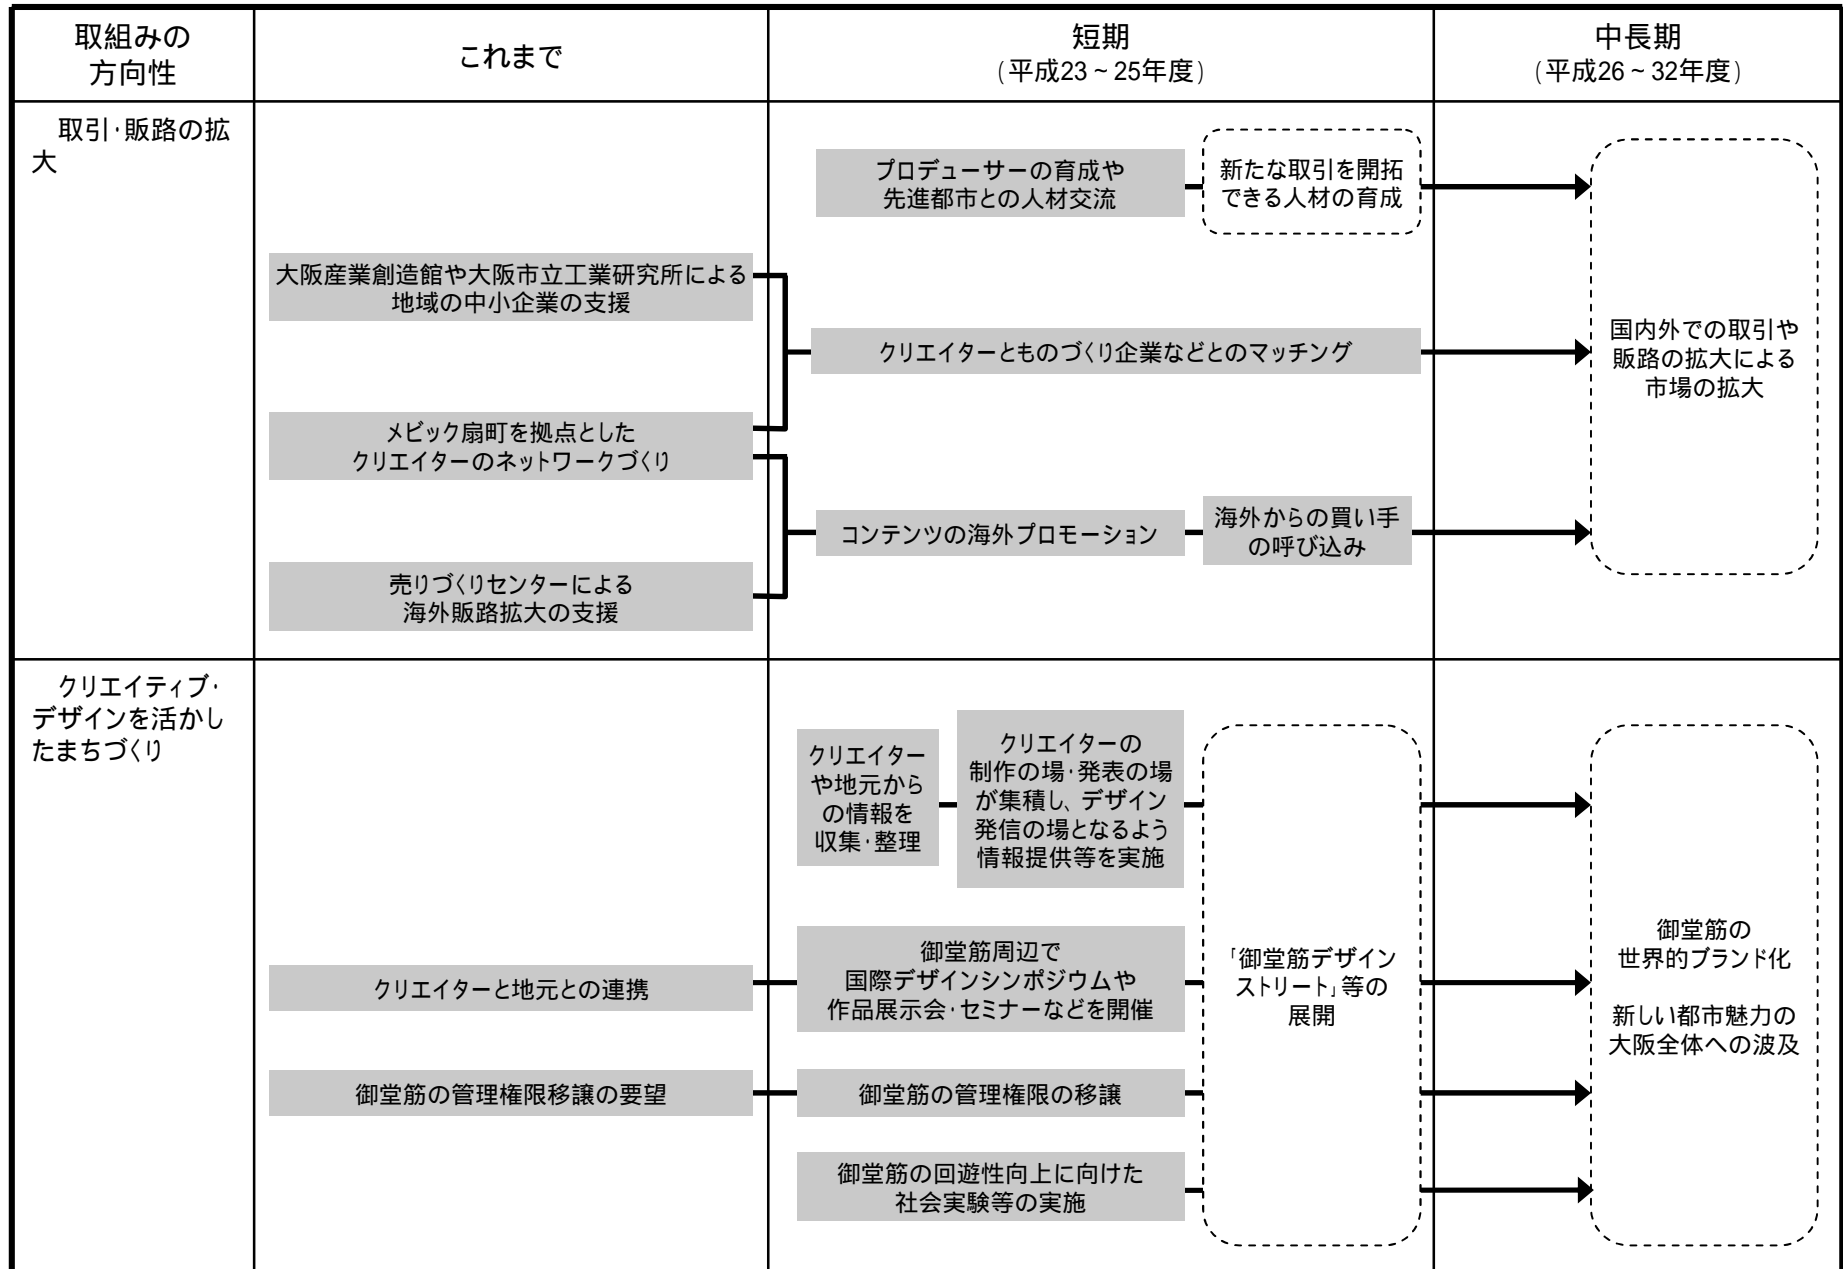 取組みの
方向性
これまで
短期
(平成23~25年度)
中長期
(平成26~32年度)
取引・販路の拡
大
プロデューサーの育成や
先進都市との人材交流
新たな取引を開拓
できる人材の育成
大阪産業創造館や大阪市立工業研究所による
地域の中小企業の支援
クリエイターとものづくり企業などとのマッチング
メビック扇町を拠点とした
クリエイターのネットワークづくり
コンテンツの海外プロモーション
海外からの買い手
の呼び込み
売りづくりセンターによる
海外販路拡大の支援
国内外での取引や
販路の拡大による
市場の拡大
クリエイティブ・
デザインを活かし
たまちづくり
クリエイター
や地元から
の情報を
収集・整理
クリエイターの
制作の場・発表の場
が集積し、デザイン
発信の場となるよう
情報提供等を実施
クリエイターと地元との連携
御堂筋周辺で
国際デザインシンポジウムや
作品展示会・セミナーなどを開催
御堂筋の管理権限移譲の要望
御堂筋の管理権限の移譲
御堂筋の回遊性向上に向けた
社会実験等の実施
「御堂筋デザイン
ストリート」等の
展開
御堂筋の
世界的ブランド化
新しい都市魅力の
大阪全体への波及